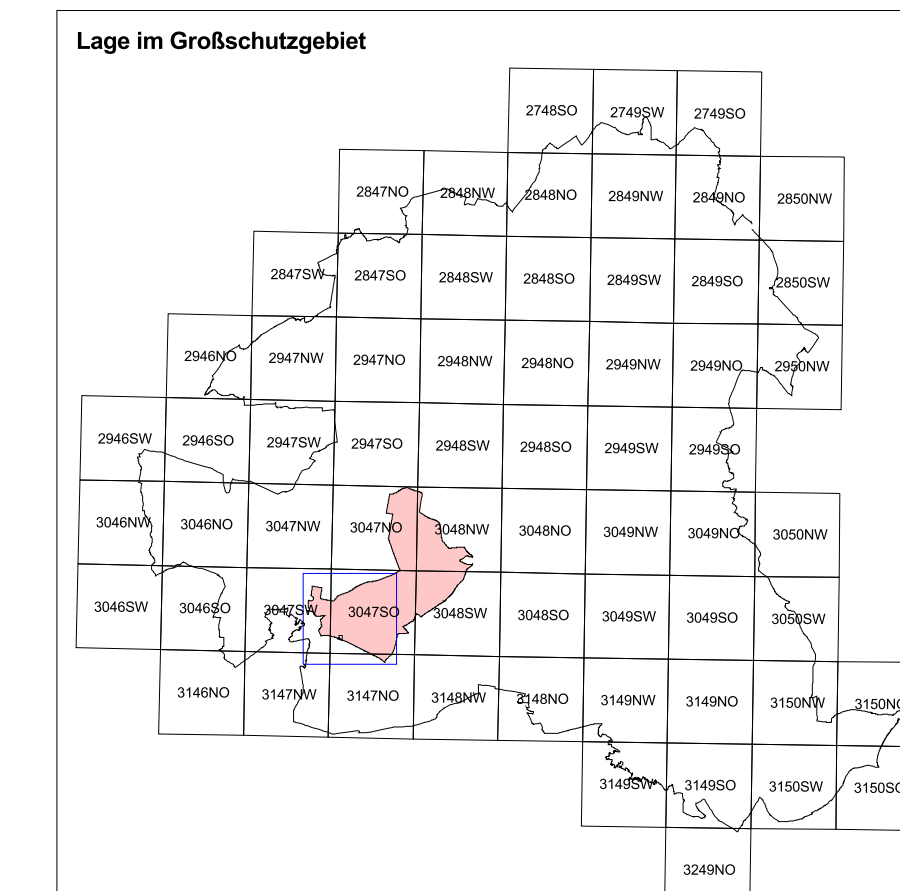 Lage im Großschutzgebiet
2748SO 2749SW 2749SO
2847NO 2848NW 2848NO 2849NW 2849NO 2850NW
2847SW 2847SO 2848SW 2848SO 2849SW 2849SO 2850SW
2946NO 2947NW 2947NO 2948NW 2948NO 2949NW 2949NO 2950NW
2946SW 2946SO 2947SW 2947SO 2948SW 2948SO 2949SW 2949SO
3046NW 3046NO 3047NW 3047NO 3048NW 3048NO 3049NW 3049NO 3050NW
3046SW 3046SO 3047SW 3047SO 3048SW 3048SO 3049SW 3049SO 3050SW
3146NO 3147NW 3147NO 3148NW 3148NO 3149NW 3149NO 3150NW 3150NO
3149SW 3149SO 3150SW 3150SO
3249NO